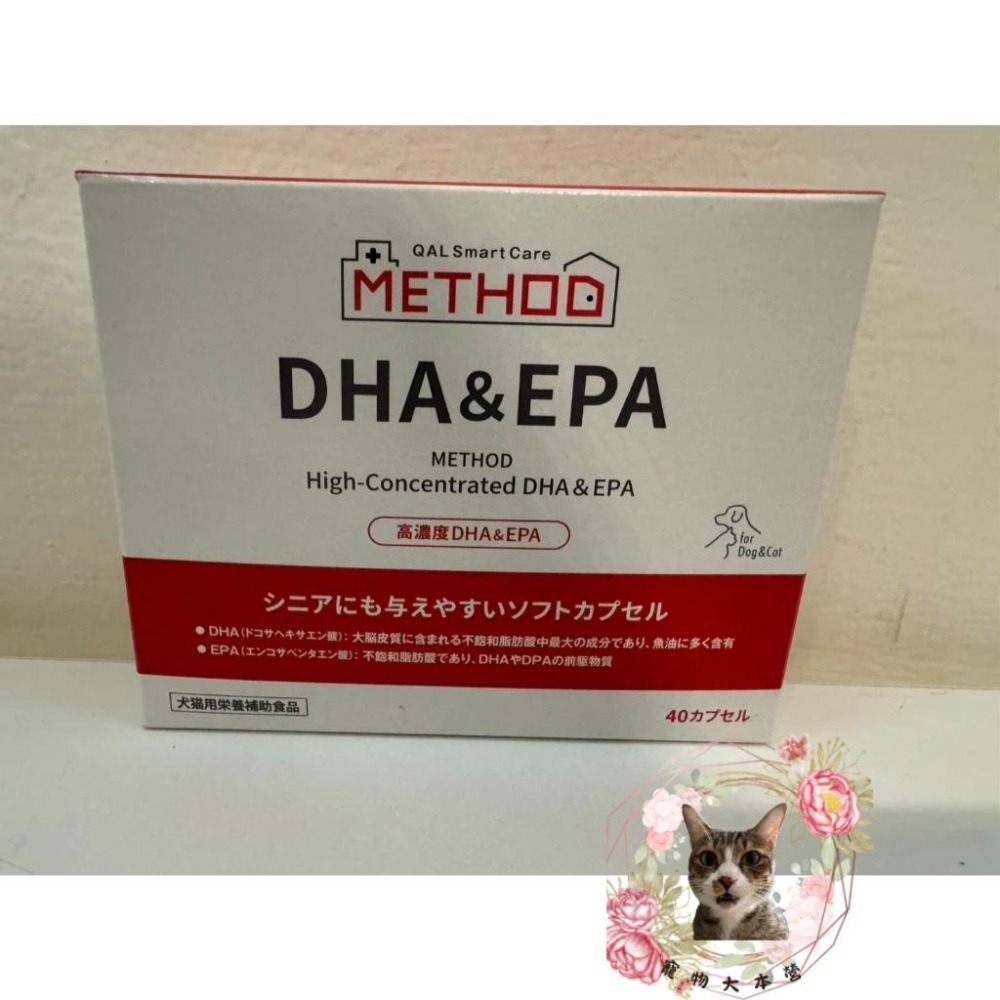 QAL Smart Care
METHOD
DHA&EPA
METHOD
High-Concentrated DHA & EPA
高濃度DHA&EPA
for
Dog&Cat
シニアにも与えやすいソフトカプセル
● DHA(ドコサヘキサエン酸): 大脳皮質に含まれる不飽和脂肪酸中最大の成分であり、魚油に多く含有
● EPA(エンコサペンタエン酸): 不飽和脂肪酸であり、DHAやDPAの前駆物質
犬猫用栄養補助食品
40カプセル
寵物大本營